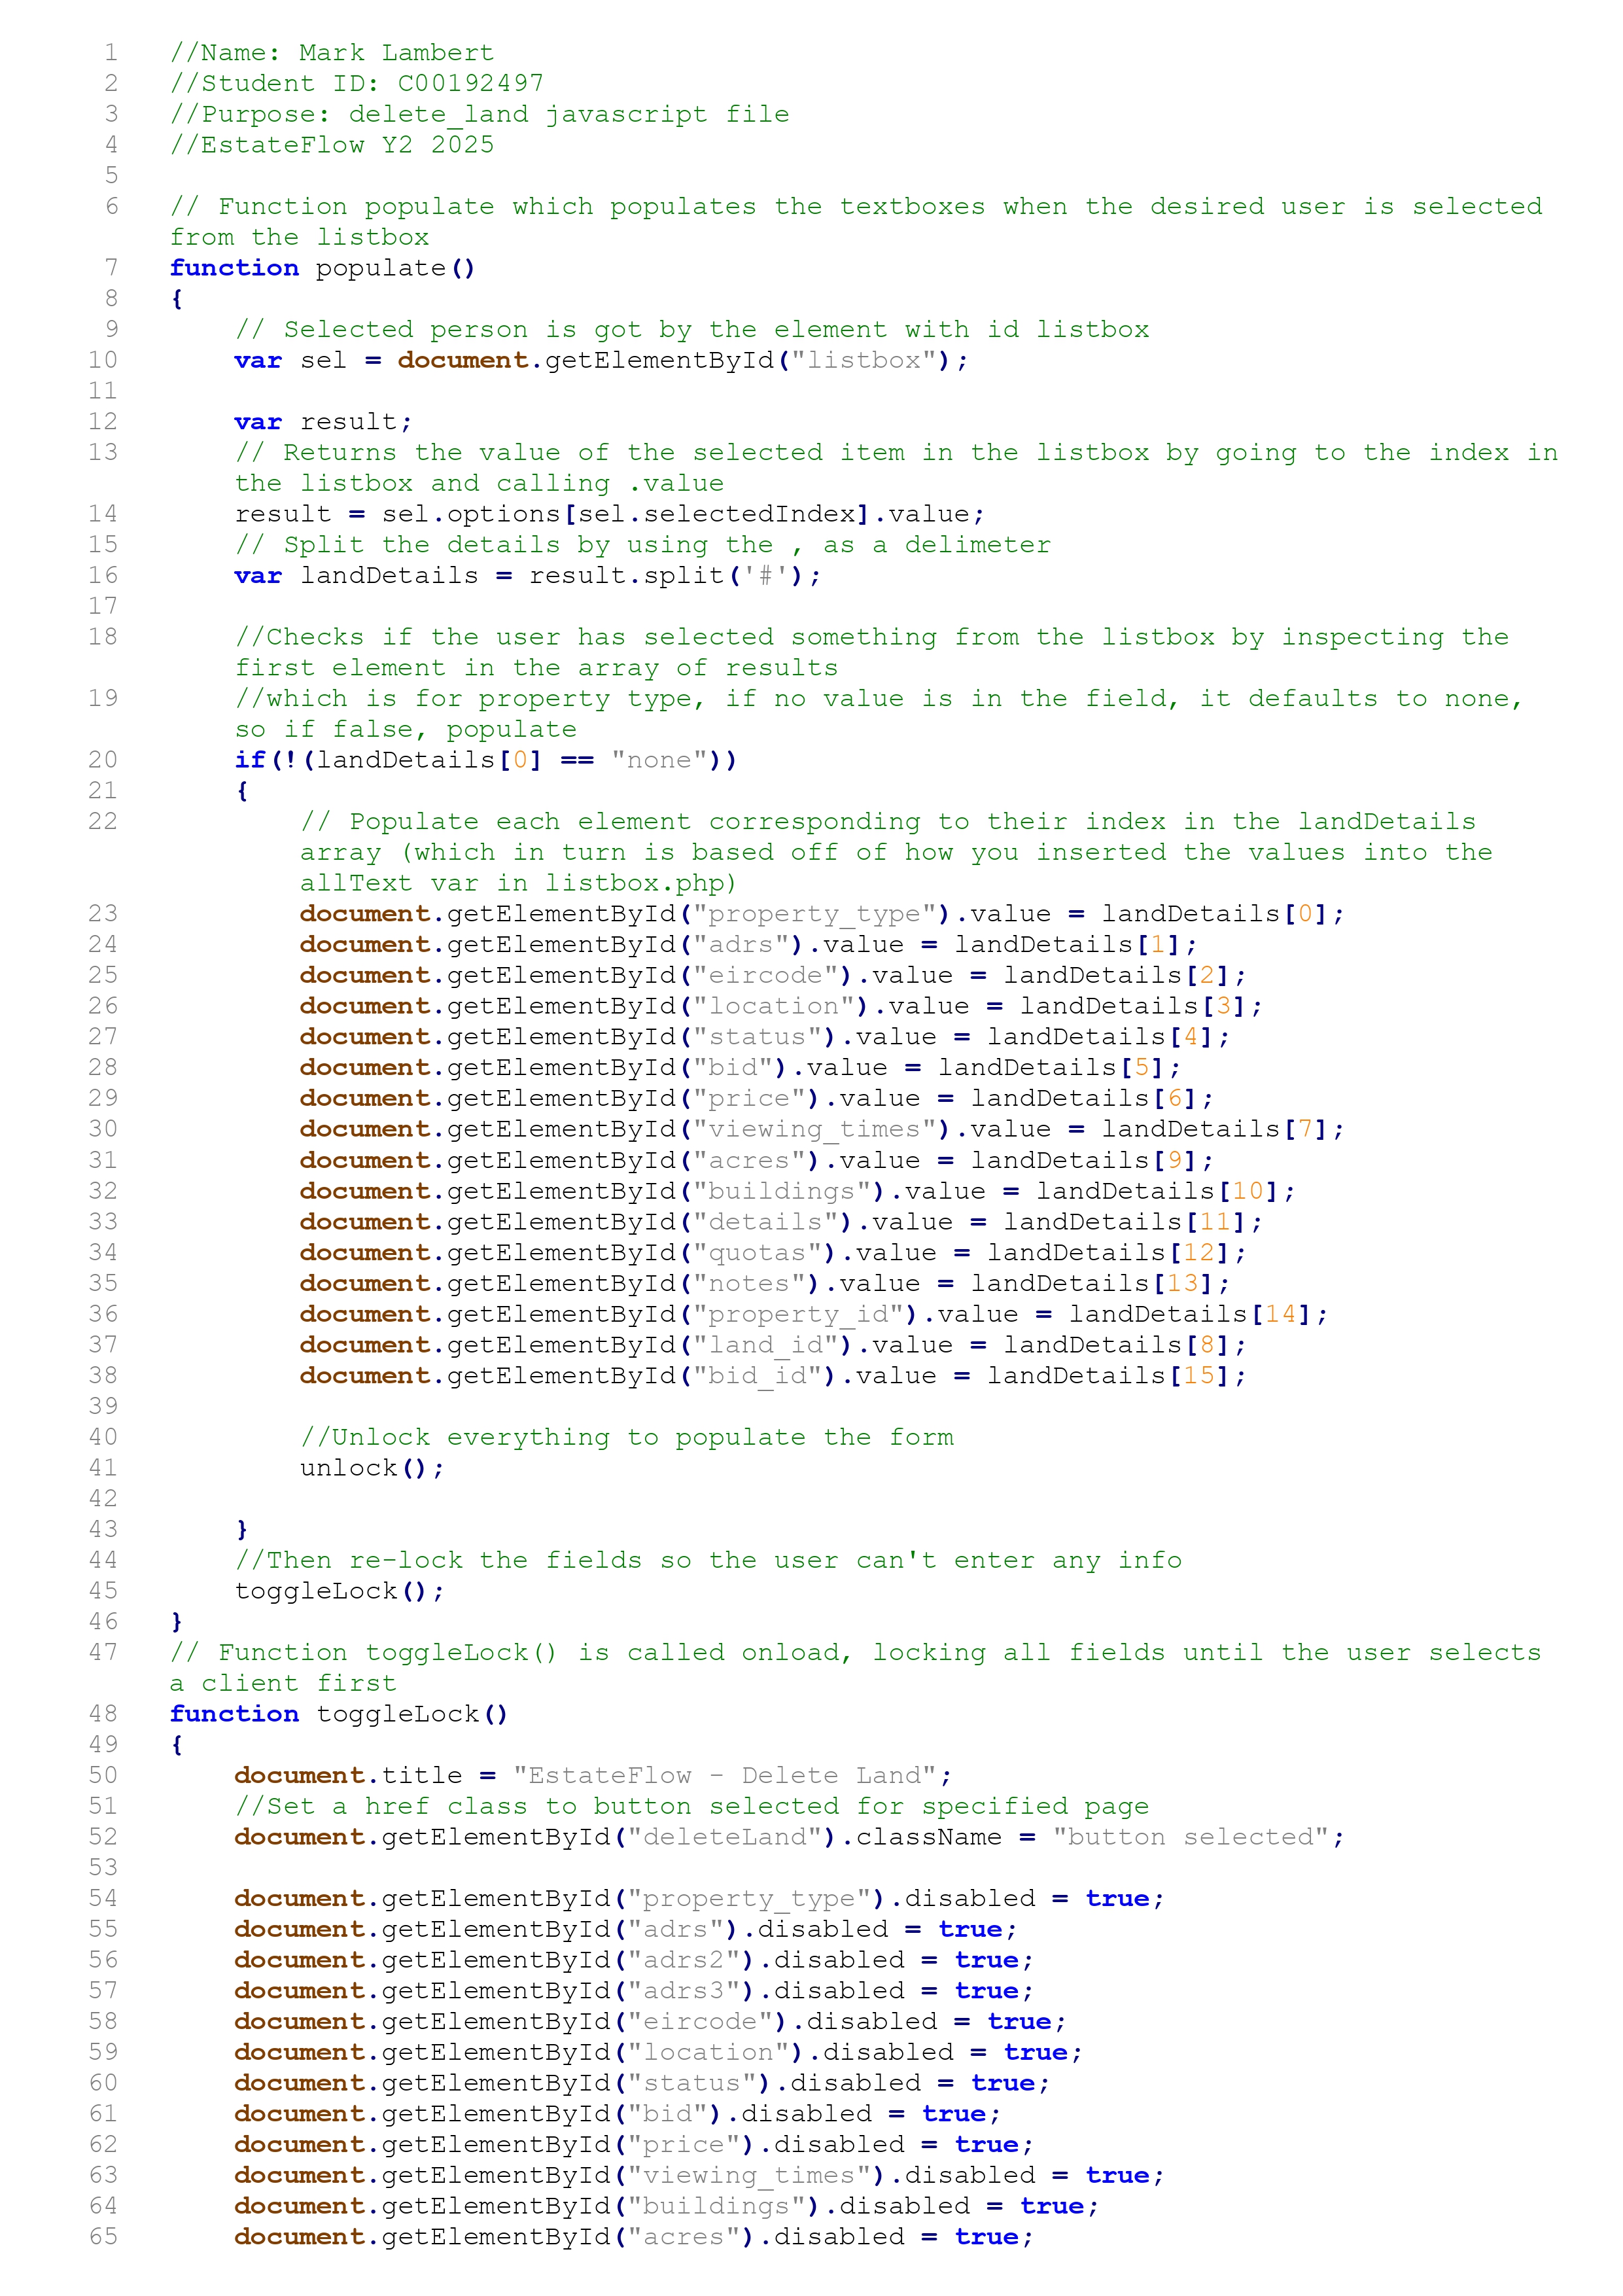 1 //Name: Mark Lambert
2 //Student ID: C00192497
3 //Purpose: delete_land javascript file
4 //EstateFlow Y2 2025
5
6 // Function populate which populates the textboxes when the desired user is selected
from the listbox
7 function populate()
8 {
9 // Selected person is got by the element with id listbox
10 var sel = document.getElementById("listbox");
11
12 var result;
13 // Returns the value of the selected item in the listbox by going to the index in
the listbox and calling .value
14 result = sel.options[sel.selectedIndex].value;
15 // Split the details by using the , as a delimeter
16 var landDetails = result.split('#');
17
18 //Checks if the user has selected something from the listbox by inspecting the
first element in the array of results
19 //which is for property type, if no value is in the field, it defaults to none,
so if false, populate
20 if(!(landDetails[0] == "none"))
21 {
22 // Populate each element corresponding to their index in the landDetails
array (which in turn is based off of how you inserted the values into the
allText var in listbox.php)
23 document.getElementById("property_type").value = landDetails[0];
24 document.getElementById("adrs").value = landDetails[1];
25 document.getElementById("eircode").value = landDetails[2];
26 document.getElementById("location").value = landDetails[3];
27 document.getElementById("status").value = landDetails[4];
28 document.getElementById("bid").value = landDetails[5];
29 document.getElementById("price").value = landDetails[6];
30 document.getElementById("viewing_times").value = landDetails[7];
31 document.getElementById("acres").value = landDetails[9];
32 document.getElementById("buildings").value = landDetails[10];
33 document.getElementById("details").value = landDetails[11];
34 document.getElementById("quotas").value = landDetails[12];
35 document.getElementById("notes").value = landDetails[13];
36 document.getElementById("property_id").value = landDetails[14];
37 document.getElementById("land_id").value = landDetails[8];
38 document.getElementById("bid_id").value = landDetails[15];
39
40 //Unlock everything to populate the form
41 unlock();
42
43 }
44 //Then re-lock the fields so the user can't enter any info
45 toggleLock();
46 }
47 // Function toggleLock() is called onload, locking all fields until the user selects
a client first
48 function toggleLock()
49 {
50 document.title = "EstateFlow - Delete Land";
51 //Set a href class to button selected for specified page
52 document.getElementById("deleteLand").className = "button selected";
53
54 document.getElementById("property_type").disabled = true;
55 document.getElementById("adrs").disabled = true;
56 document.getElementById("adrs2").disabled = true;
57 document.getElementById("adrs3").disabled = true;
58 document.getElementById("eircode").disabled = true;
59 document.getElementById("location").disabled = true;
60 document.getElementById("status").disabled = true;
61 document.getElementById("bid").disabled = true;
62 document.getElementById("price").disabled = true;
63 document.getElementById("viewing_times").disabled = true;
64 document.getElementById("buildings").disabled = true;
65 document.getElementById("acres").disabled = true;